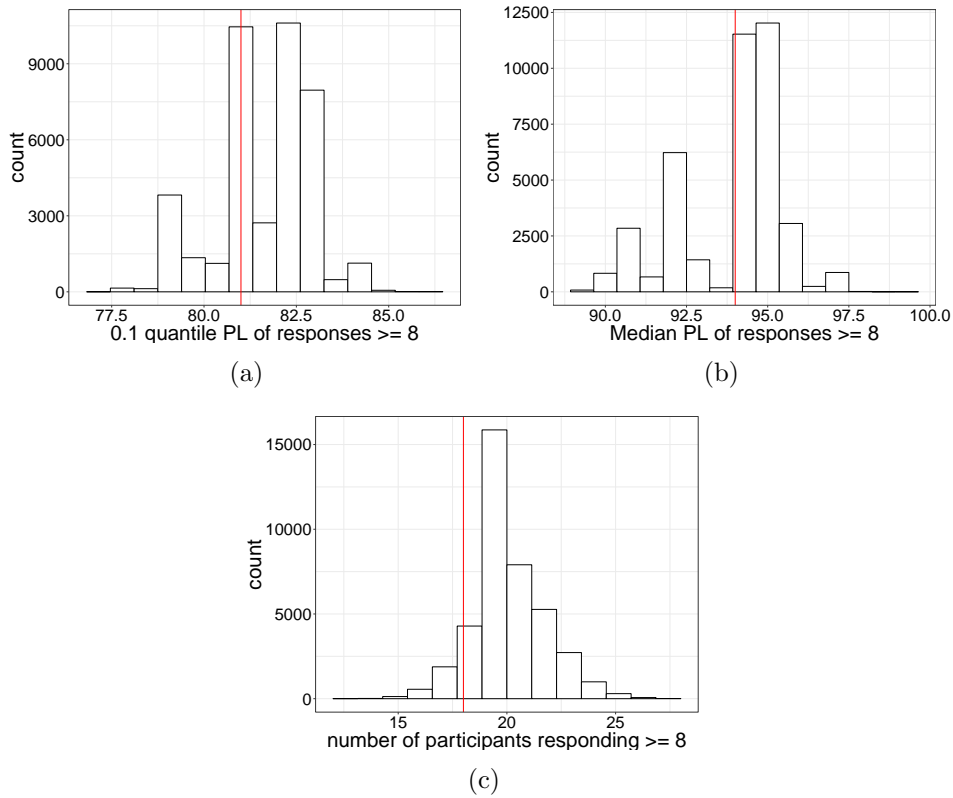 9000
6000
3000
0
count
77.5 80.0 82.5 85.0
0.1 quantile PL of responses >= 8
(a)
12500
10000
7500
5000
2500
0
count
90.0 92.5 95.0 97.5 100.0
Median PL of responses >= 8
(b)
15000
10000
5000
0
count
15 20 25
number of participants responding >= 8
(c)